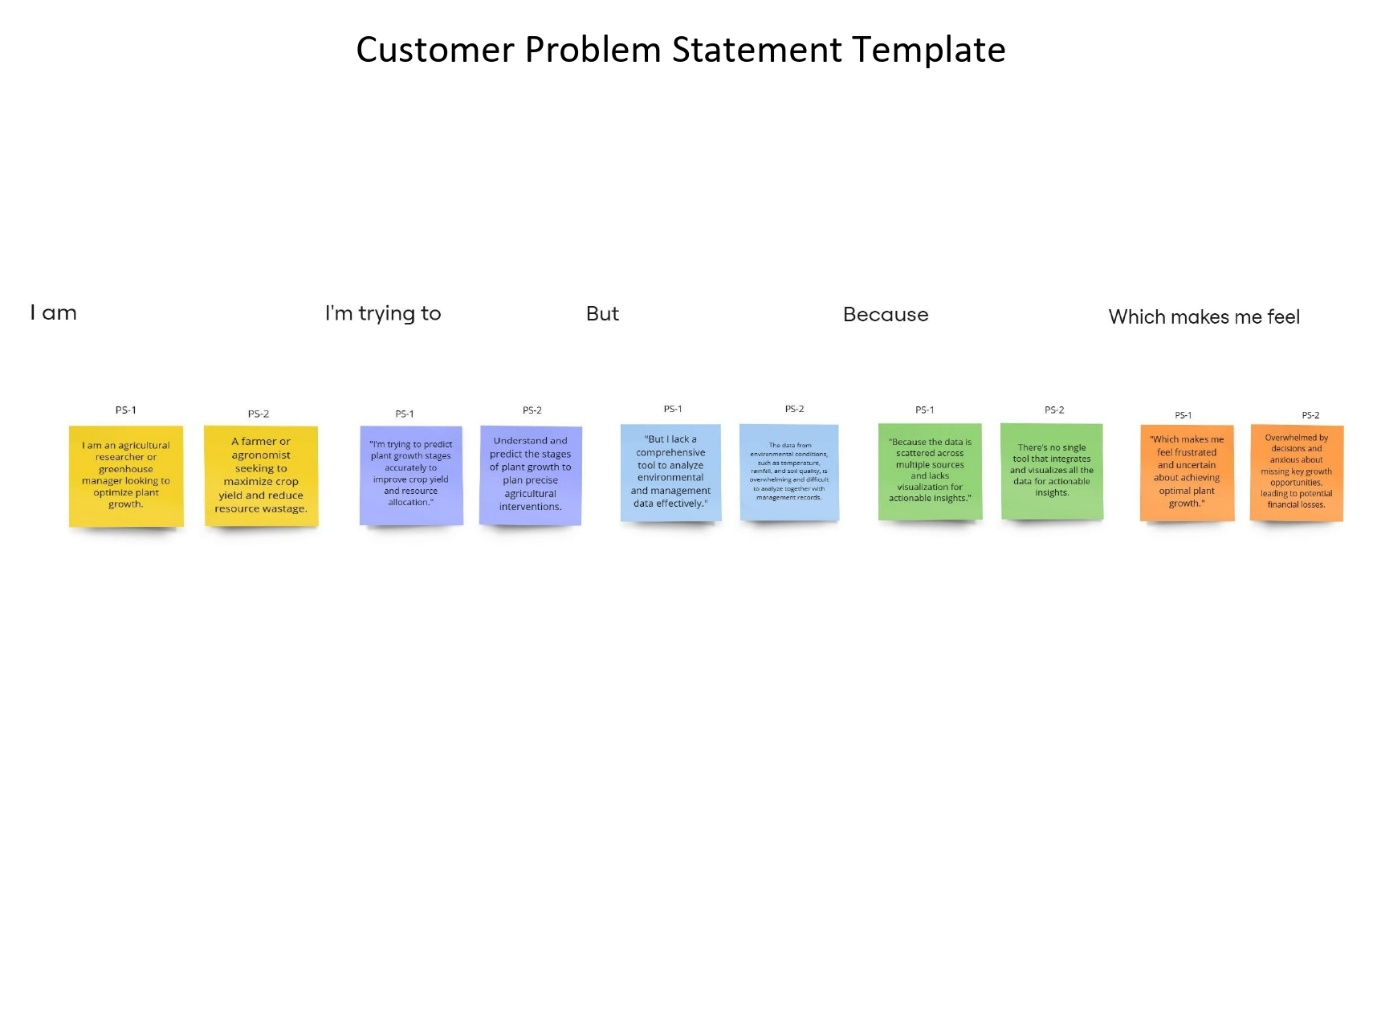 Customer Problem Statement Template
I am
I'm trying to
But
Because
Which makes me feel
PS-1
I am an agricultural
researcher or
greenhouse
manager looking to
optimize plant
growth.
PS-2
A farmer or
agronomist
seeking to
maximize crop
yield and reduce
resource wastage.
PS-1
"I'm trying to predict
plant growth stages
accurately to
improve crop yield
and resource
allocation."
PS-2
Understand and
predict the stages
of plant growth to
plan precise
agricultural
interventions.
PS-1
"But I lack a
comprehensive
tool to analyze
environmental
and management
data effectively."
PS-2
The data from
environmental conditions,
such as temperature,
rainfall, and soil quality, is
overwhelming and difficult
to analyze together with
management records.
PS-1
"Because the data is
scattered across
multiple sources
and lacks
visualization for
actionable insights."
PS-2
There's no single
tool that integrates
and visualizes all the
data for actionable
insights.
PS-1
"Which makes me
feel frustrated
and uncertain
about achieving
optimal plant
growth."
PS-2
Overwhelmed by
decisions and
anxious about
missing key growth
opportunities,
leading to potential
financial losses.